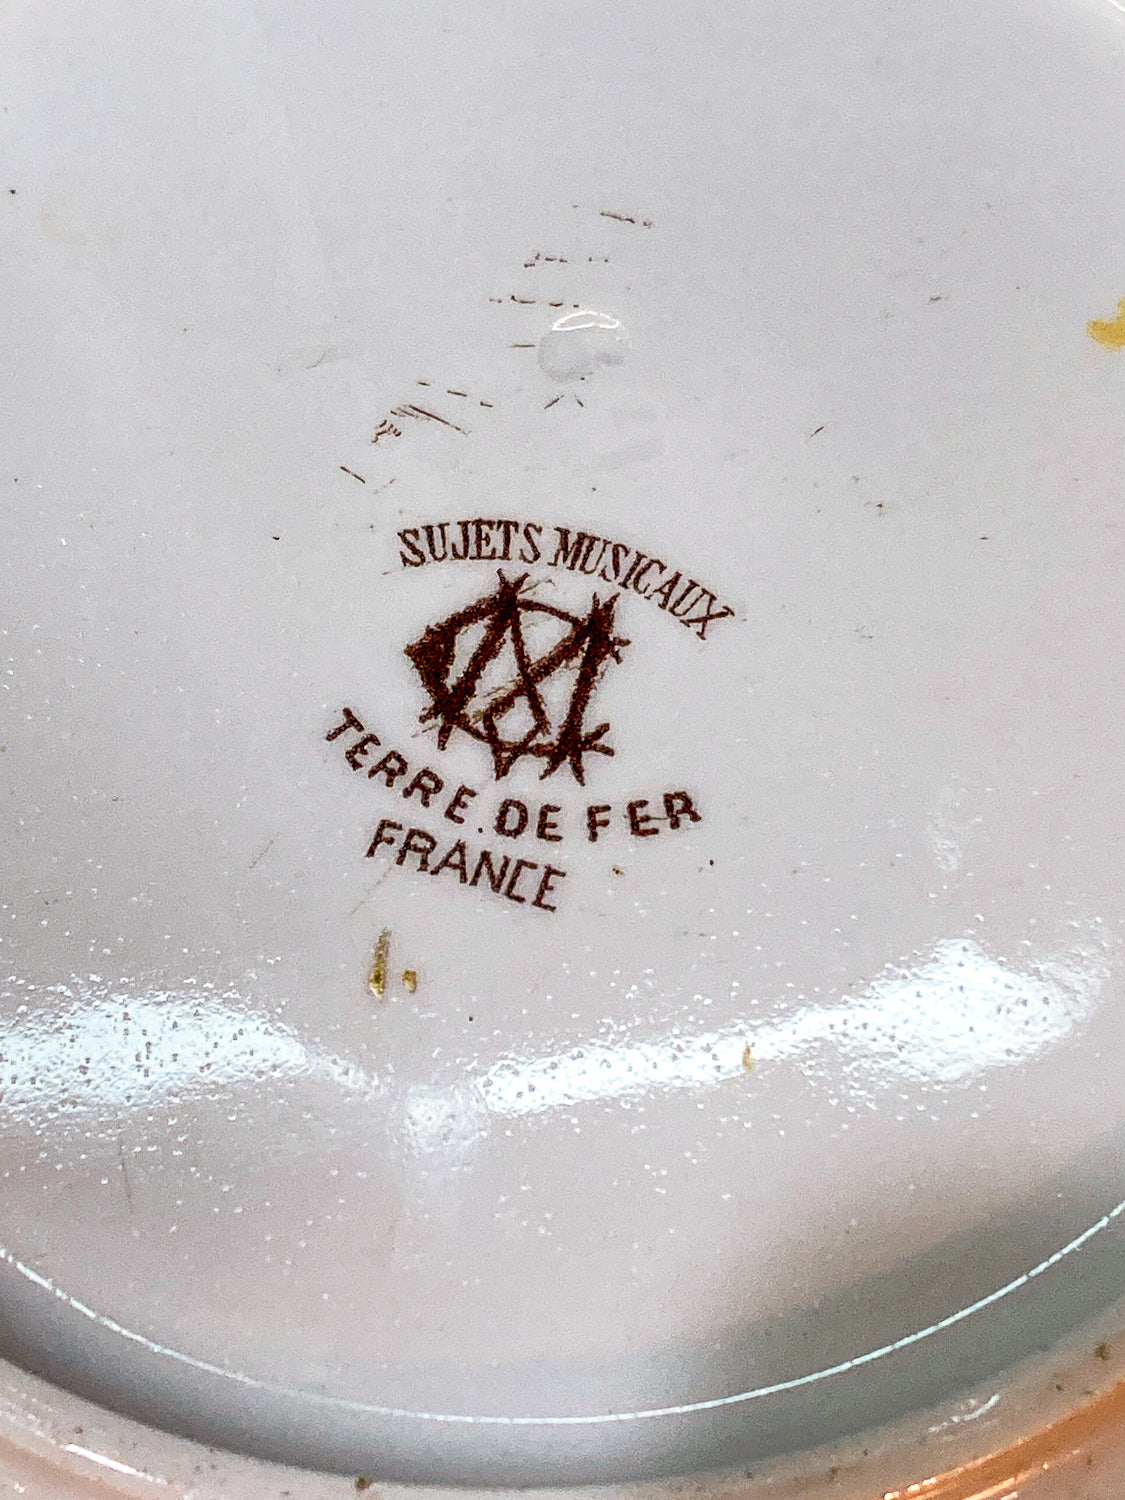 SUJETS MUSICAUX
TERRE DE FER
FRANCE